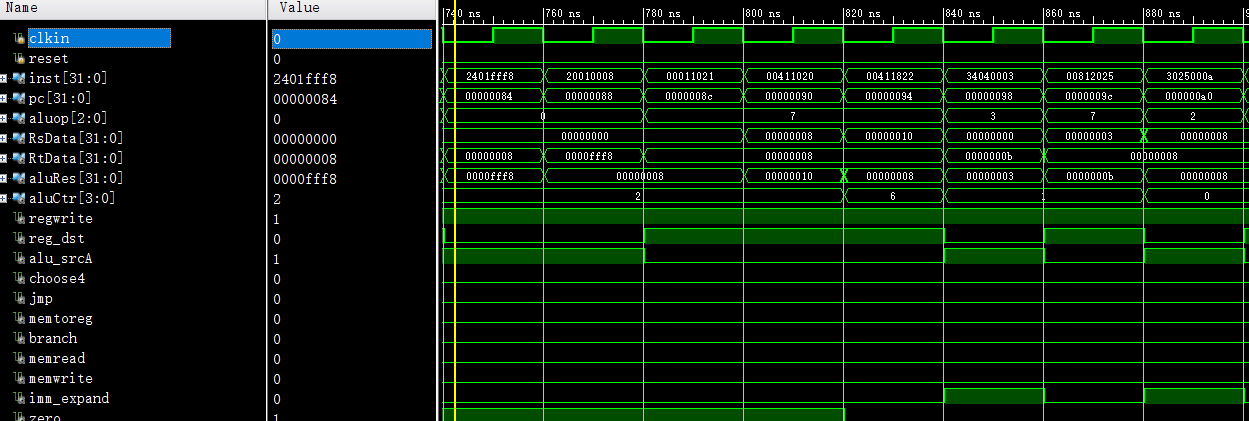 Name Value 740 ns 760 ns 780 ns 800 ns 820 ns 840 ns 860 ns 880 ns
clkin 0
reset 0
inst[31:0] 2401fff8 2401fff8 20010008 00011021 00411020 00411822 34040003 00812025 3025000a
pc[31:0] 00000084 00000084 00000088 0000008c 00000090 00000094 00000098 0000009c 000000a0
aluop[2:0] 0 0 7 3 7 2
RsData[31:0] 00000000 00000000 00000008 00000010 00000000 00000003 00000008
RtData[31:0] 00000008 00000008 0000fff8 00000008 0000000b 00000008
aluRes[31:0] 0000fff8 0000fff8 00000008 00000010 00000008 00000003 0000000b 00000008
aluCtr[3:0] 2 2 6 1 0
regwrite 1
reg_dst 0
alu_srcA 1
choose4 0
jmp 0
memtoreg 0
branch 0
memread 0
memwrite 0
imm_expand 0
zero 1